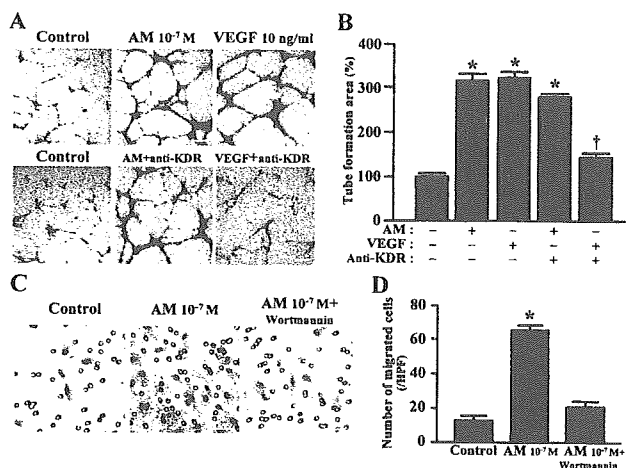 A
Control AM 10-7 M VEGF 10 ng/ml
Control AM+anti-KDR VEGF+anti-KDR
B
Tube formation area (%)
400
300
200
100
0
* * * †
AM : − + − + −
VEGF : − − + − +
Anti-KDR : − − − + +
C
Control AM 10-7 M AM 10-7 M+
Wortmannin
D
Number of migrated cells
(/HPF)
80
60
40
20
0
*
Control AM 10-7 M AM 10-7 M+
Wortmannin